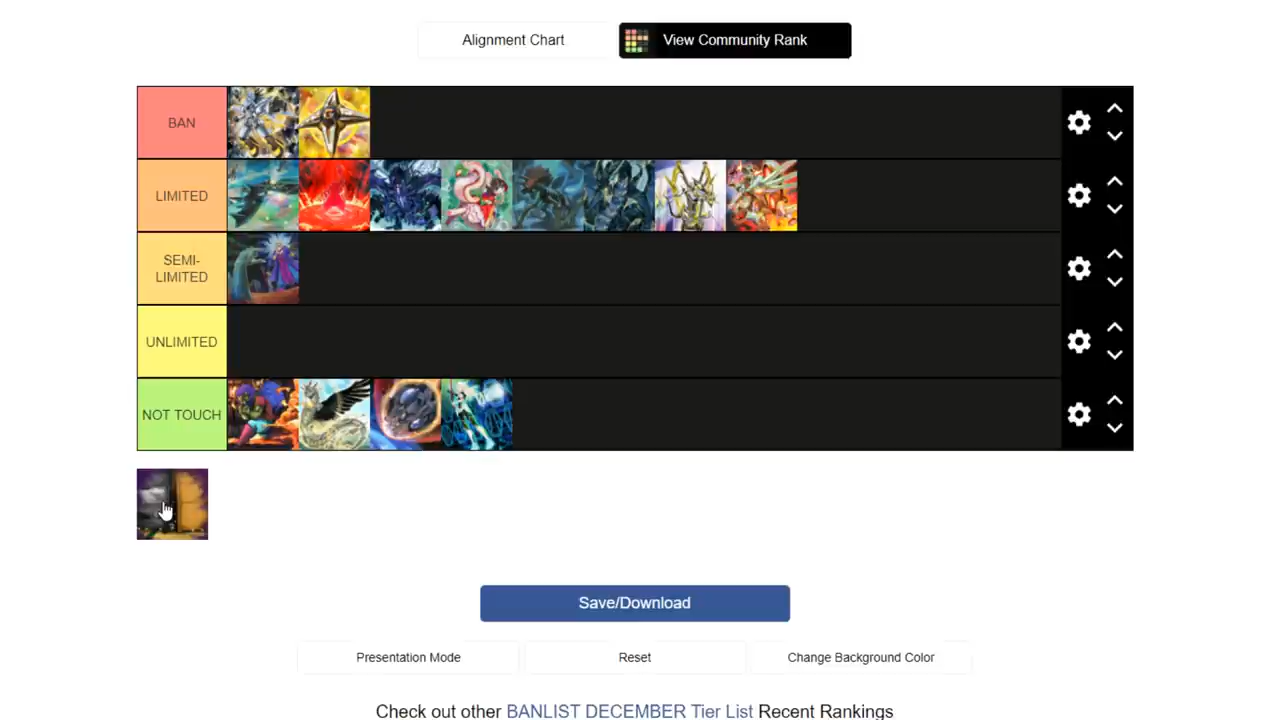 Alignment Chart
View Community Rank
BAN
LIMITED
SEMI-
LIMITED
UNLIMITED
NOT TOUCH
Save/Download
Presentation Mode
Reset
Change Background Color
Check out other BANLIST DECEMBER Tier List Recent Rankings